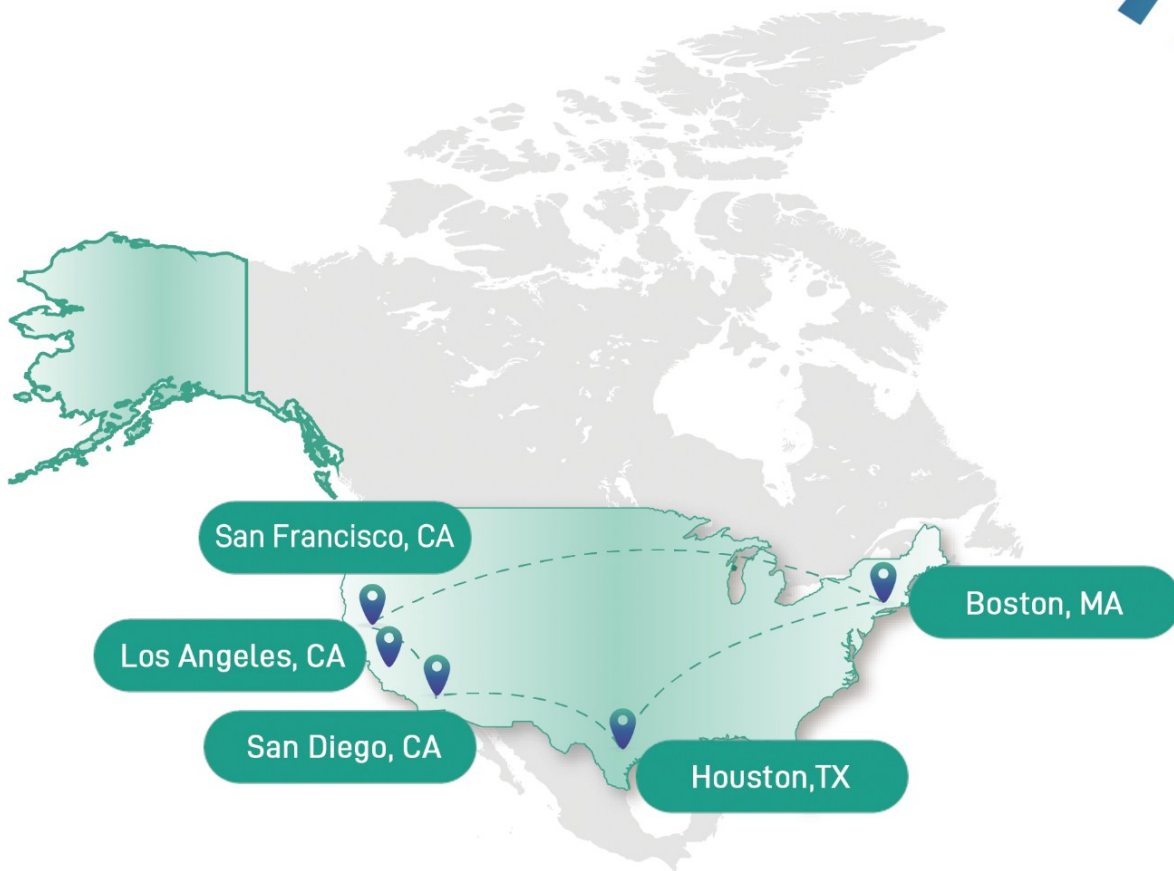 San Francisco, CA
Boston, MA
Los Angeles, CA
San Diego, CA
Houston,TX